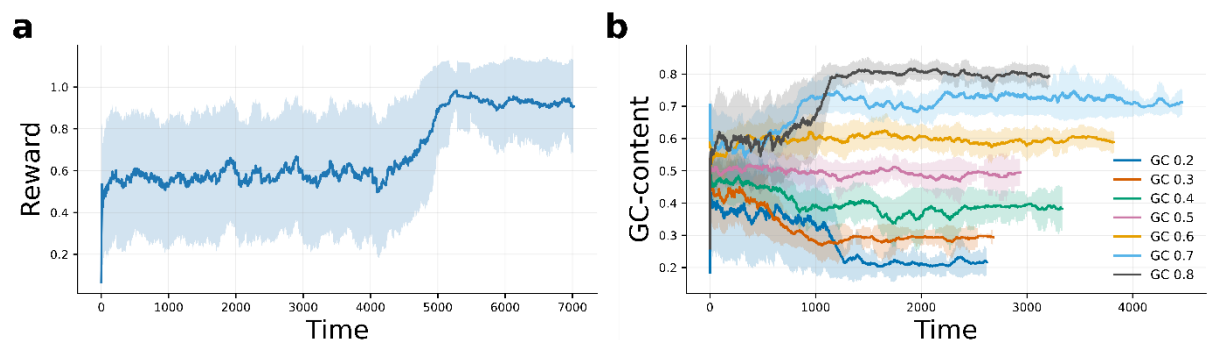 a
Reward
1.0
0.8
0.6
0.4
0.2
0 1000 2000 3000 4000 5000 6000 7000
Time
b
GC-content
0.8
0.7
0.6
0.5
0.4
0.3
0.2
0 1000 2000 3000 4000
Time
GC 0.2
GC 0.3
GC 0.4
GC 0.5
GC 0.6
GC 0.7
GC 0.8